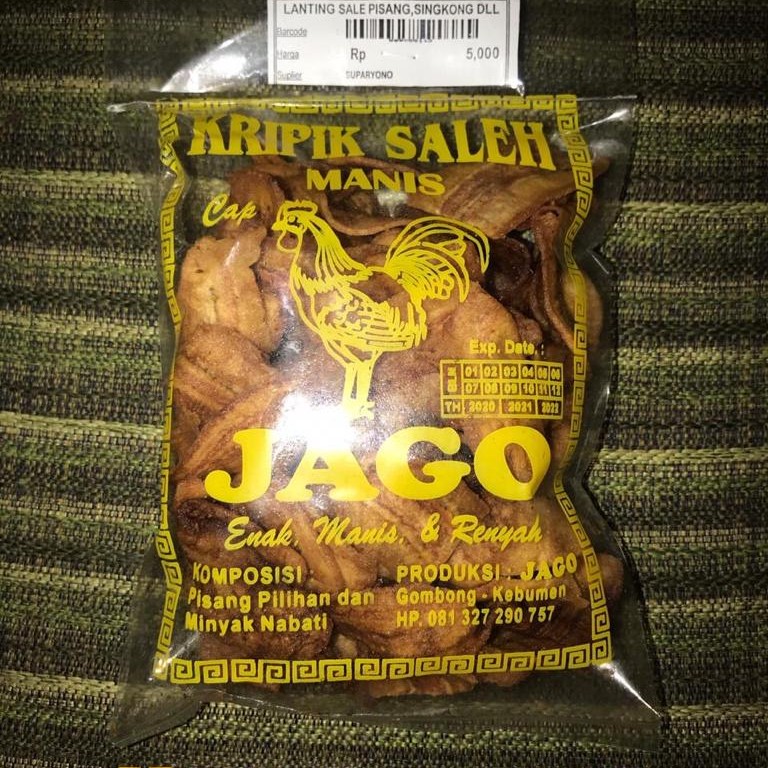 LANTING SALE PISANG,SINGKONG DLL
Barcode
Harga Rp 5,000
Suplier SUPARYONO
KRIPIK SALEH
MANIS
Cap
Exp. Date, :
BLN 01 02 03 04 05 06
07 08 09 10 11 12
TH 2020 2021 2022
JAGO
Enak, Manis, & Renyah
KOMPOSISI :
Pisang Pilihan dan
Minyak Nabati
PRODUKSI : JAGO
Gombong - Kebumen
HP. 081 327 290 757